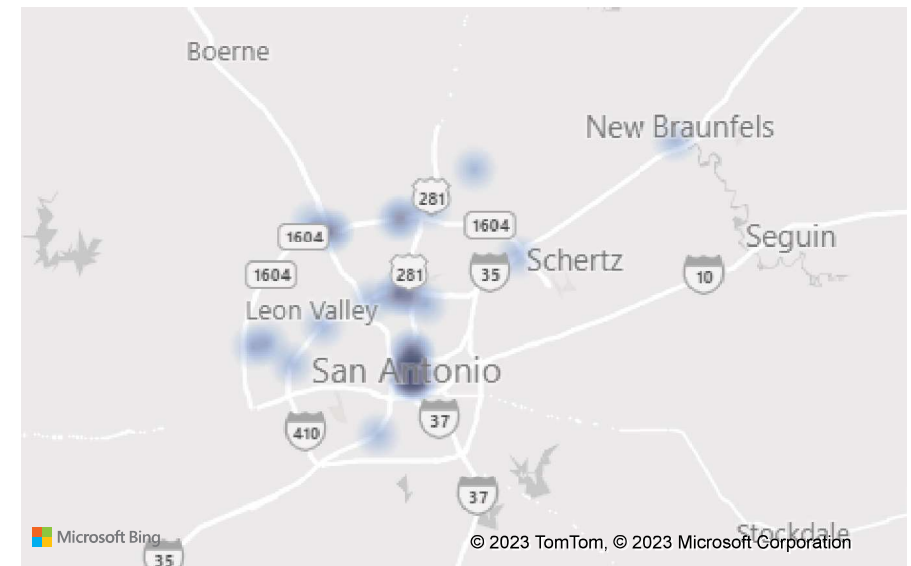 Boerne
New Braunfels
281
1604
1604
Seguin
Schertz
1604
281
35
10
Leon Valley
San Antonio
37
410
37
Stockdale
Microsoft Bing
© 2023 TomTom, © 2023 Microsoft Corporation
35